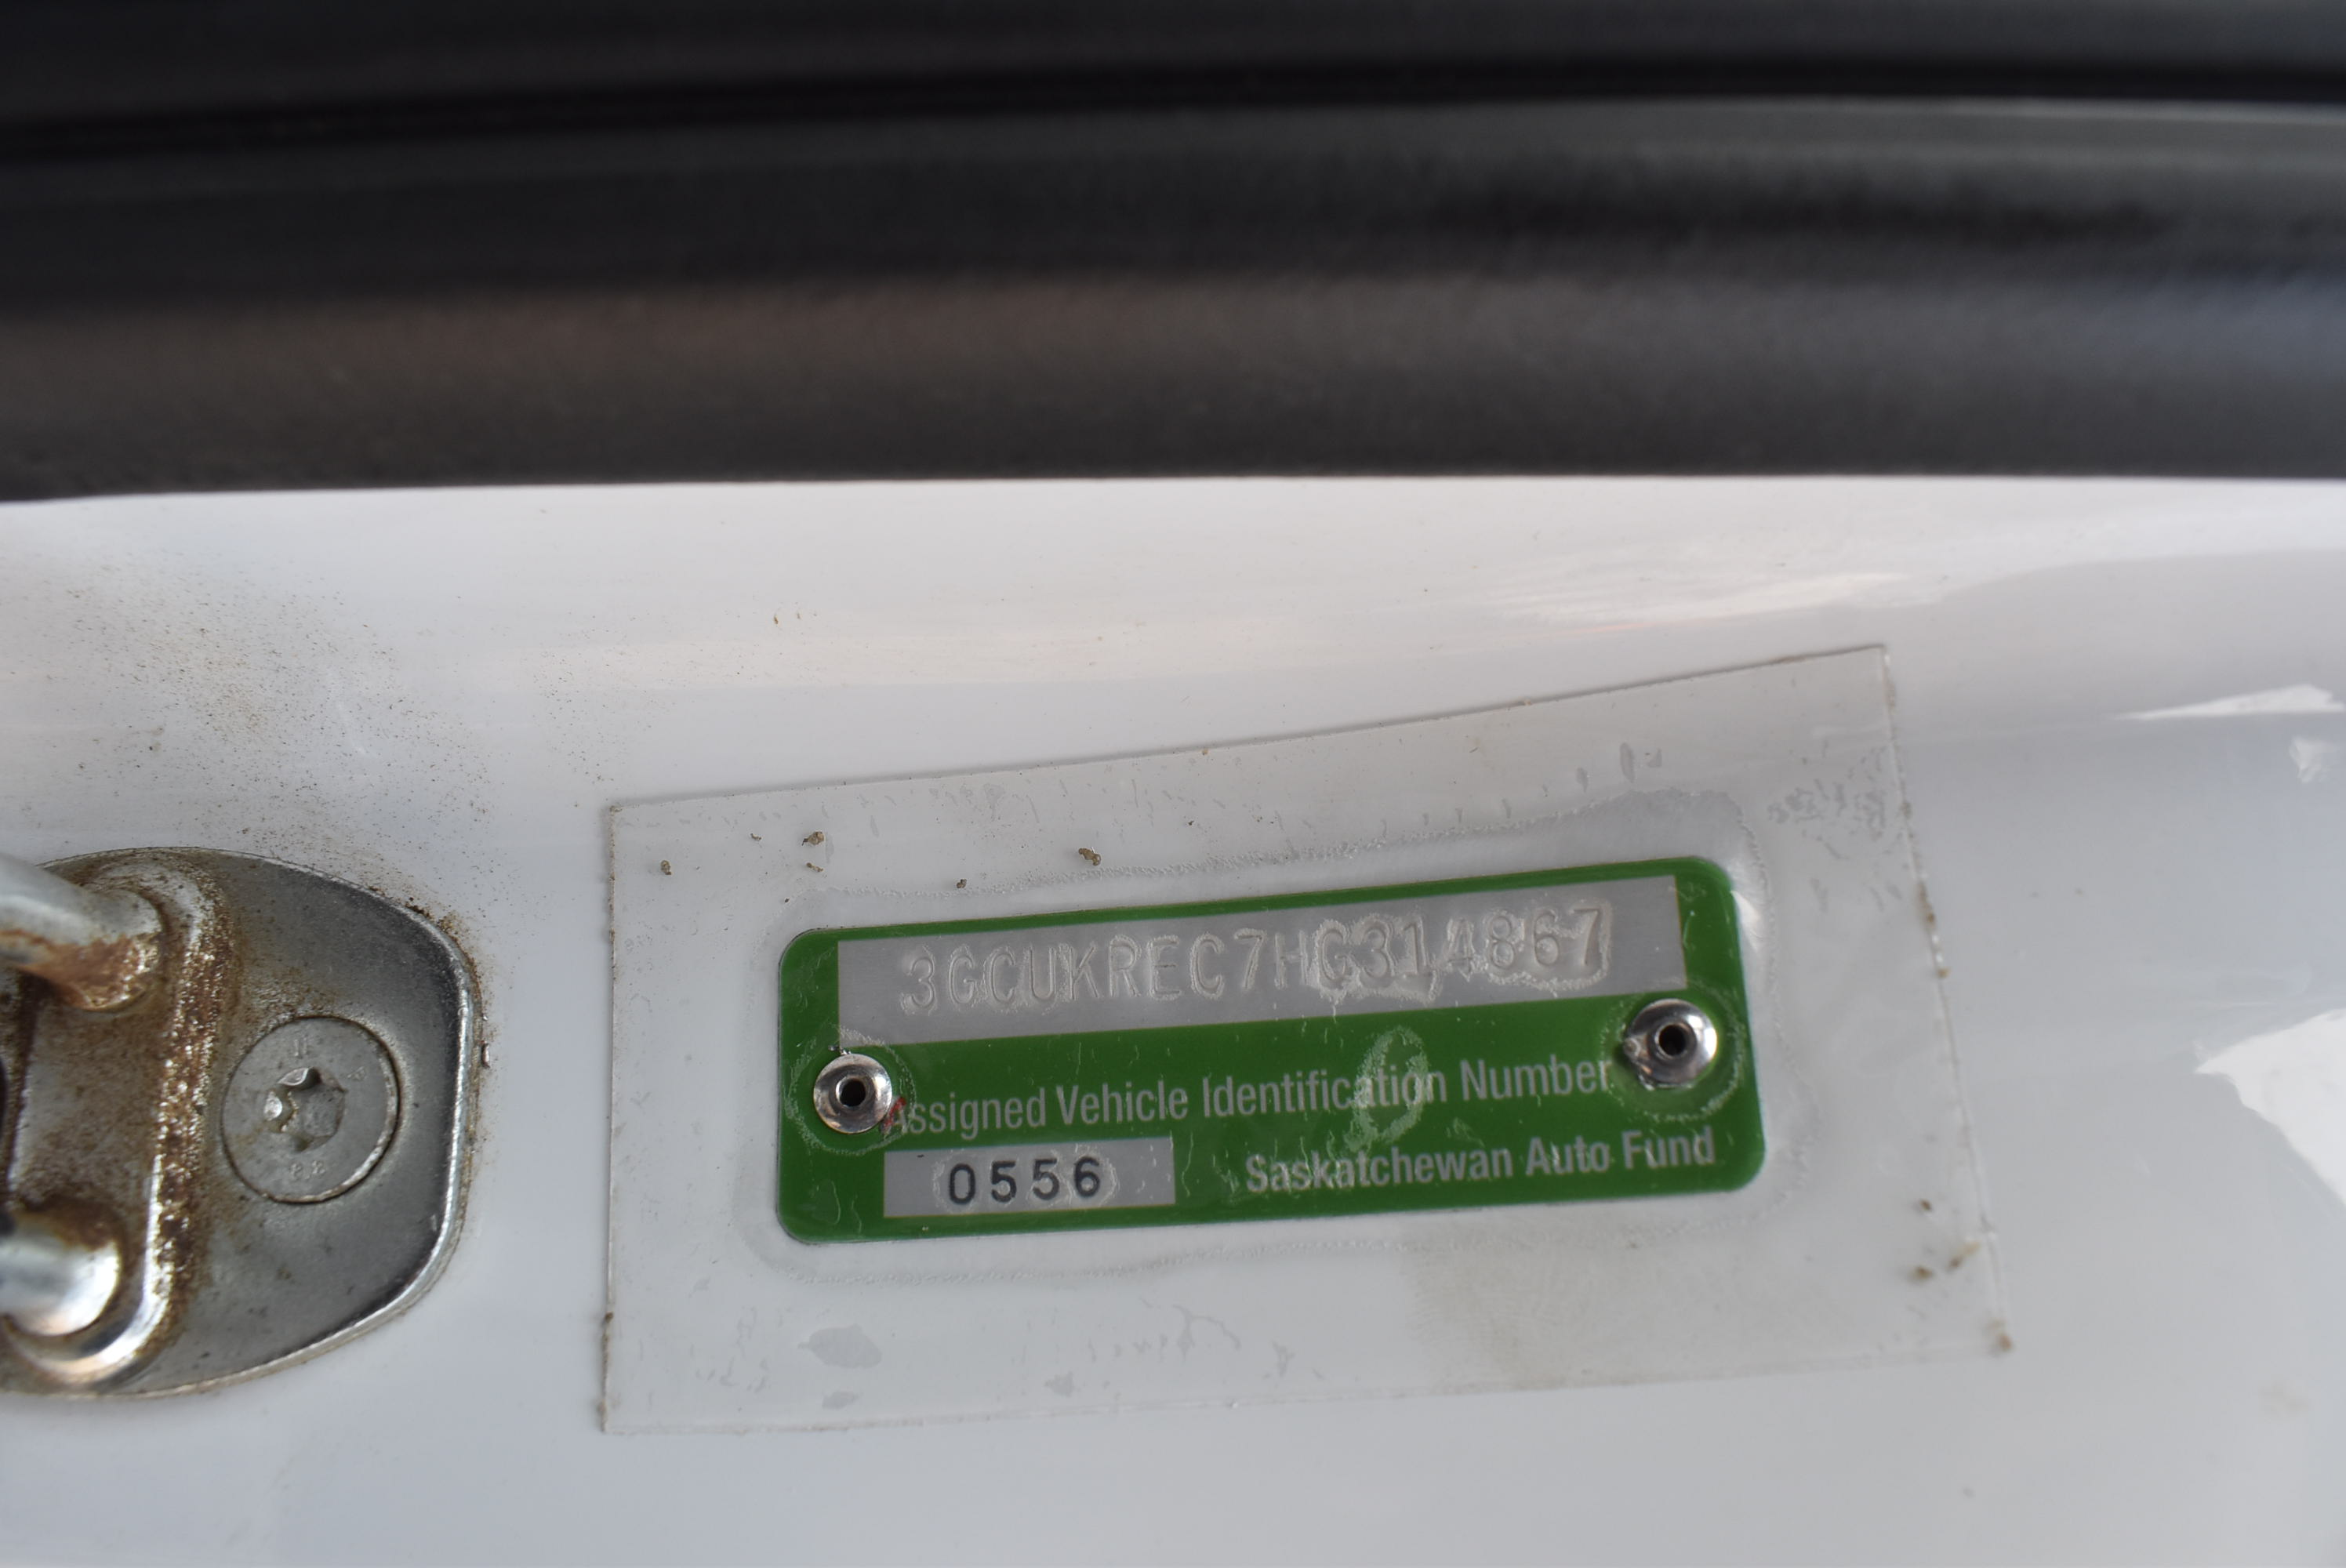 3GCUKREC7HG314867
Assigned Vehicle Identification Number
0556
Saskatchewan Auto Fund